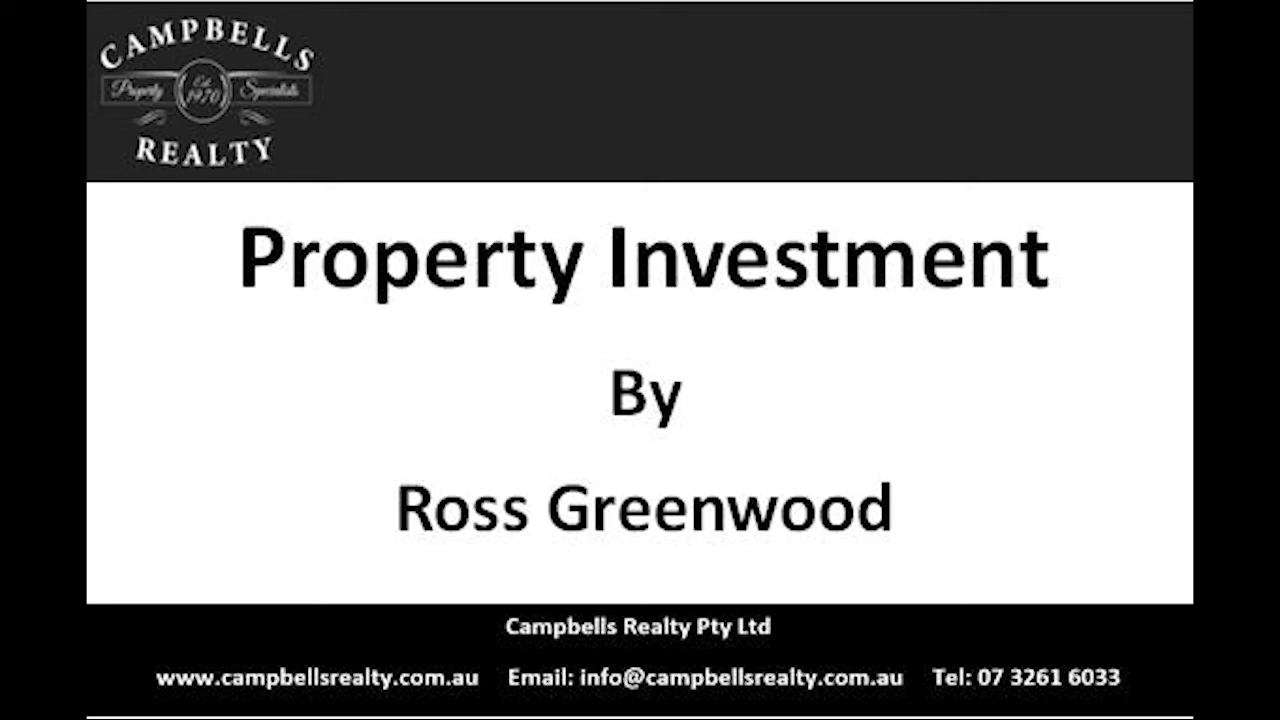 CAMPBELLS
Property Est. 1970 Specialists
REALTY
Property Investment
By
Ross Greenwood
Campbells Realty Pty Ltd
www.campbellsrealty.com.au Email: info@campbellsrealty.com.au Tel: 07 3261 6033